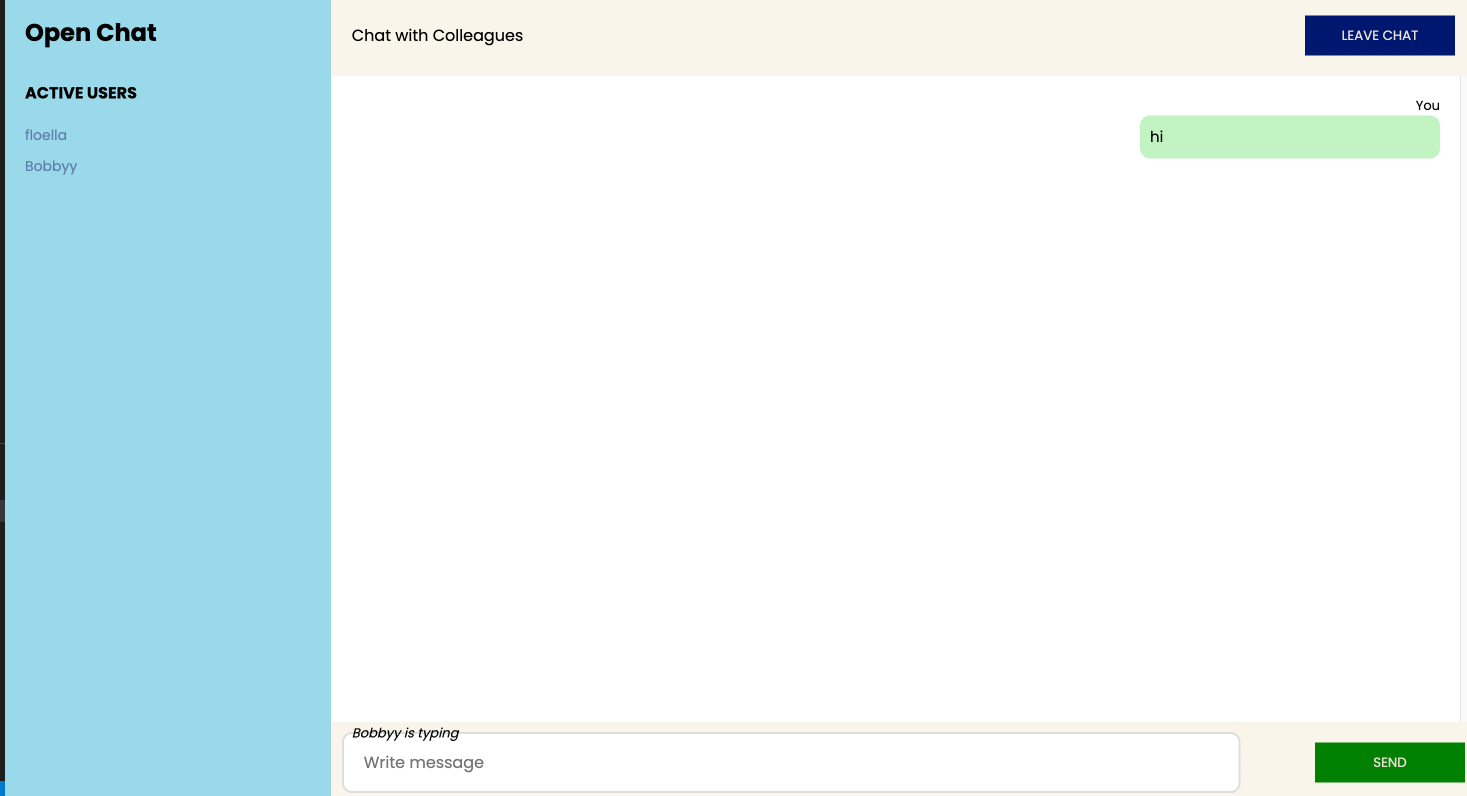 Open Chat
ACTIVE USERS
floella
Bobbyy
Chat with Colleagues
LEAVE CHAT
You
hi
Bobbyy is typing
Write message
SEND